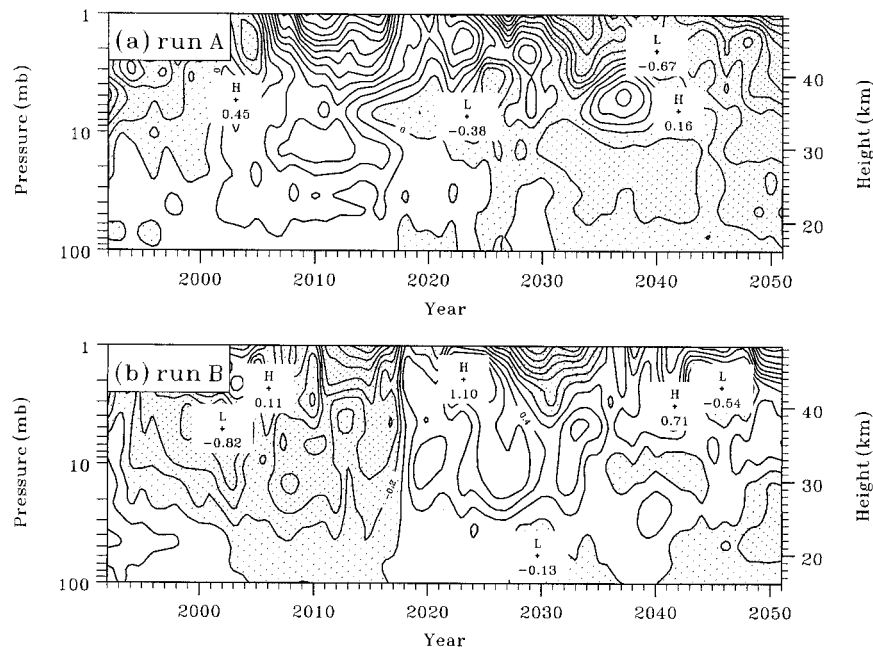 (a) run A
Pressure (mb)
1
10
100
Height (km)
40
30
20
H
0.45
V
0
0
L
-0.38
L
-0.67
H
0.16
2000 2010 2020 2030 2040 2050
Year
(b) run B
Pressure (mb)
1
10
100
Height (km)
40
30
20
H
0.11
L
-0.82
-0.2
H
1.10
0.4
L
-0.13
H
0.71
L
-0.54
2000 2010 2020 2030 2040 2050
Year